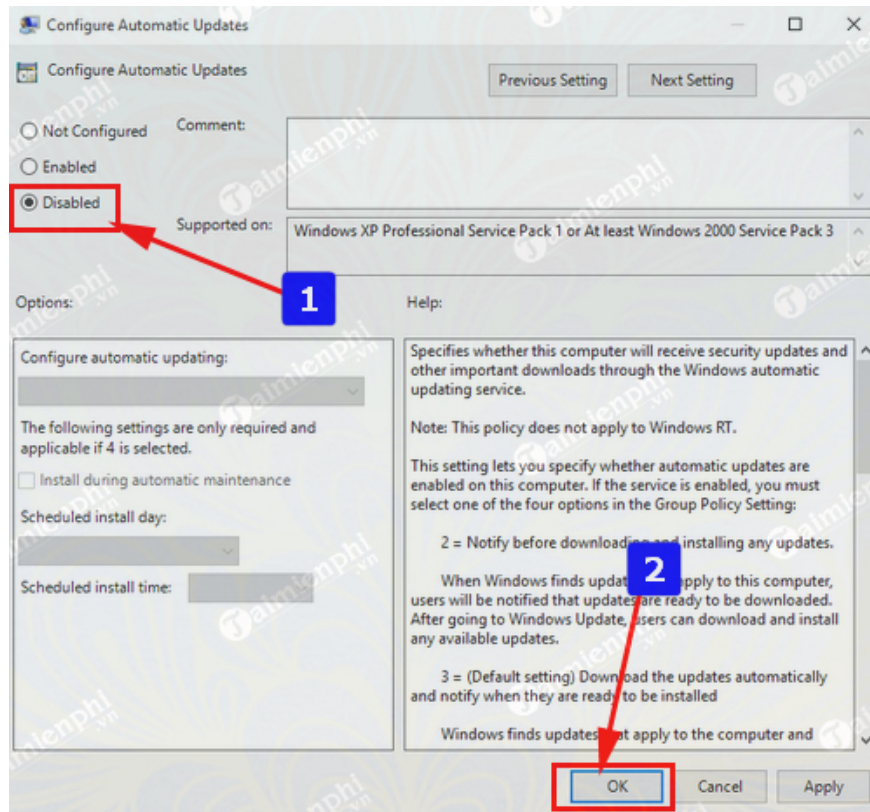 Configure Automatic Updates
Configure Automatic Updates
Previous Setting
Next Setting
Not Configured
Comment:
Enabled
Disabled
Supported on:
Windows XP Professional Service Pack 1 or At least Windows 2000 Service Pack 3
1
Options:
Help:
Configure automatic updating:
The following settings are only required and
applicable if 4 is selected.
Install during automatic maintenance
Scheduled install day:
Scheduled install time:
Specifies whether this computer will receive security updates and
other important downloads through the Windows automatic
updating service.
Note: This policy does not apply to Windows RT.
This setting lets you specify whether automatic updates are
enabled on this computer. If the service is enabled, you must
select one of the four options in the Group Policy Setting:
2 = Notify before downloading and installing any updates.
2
When Windows finds updat apply to this computer,
users will be notified that updates are ready to be downloaded.
After going to Windows Update, users can download and install
any available updates.
3 = (Default setting) Download the updates automatically
and notify when they are ready to be installed
Windows finds updates that apply to the computer and
OK
Cancel
Apply
Taimienphi
.vn